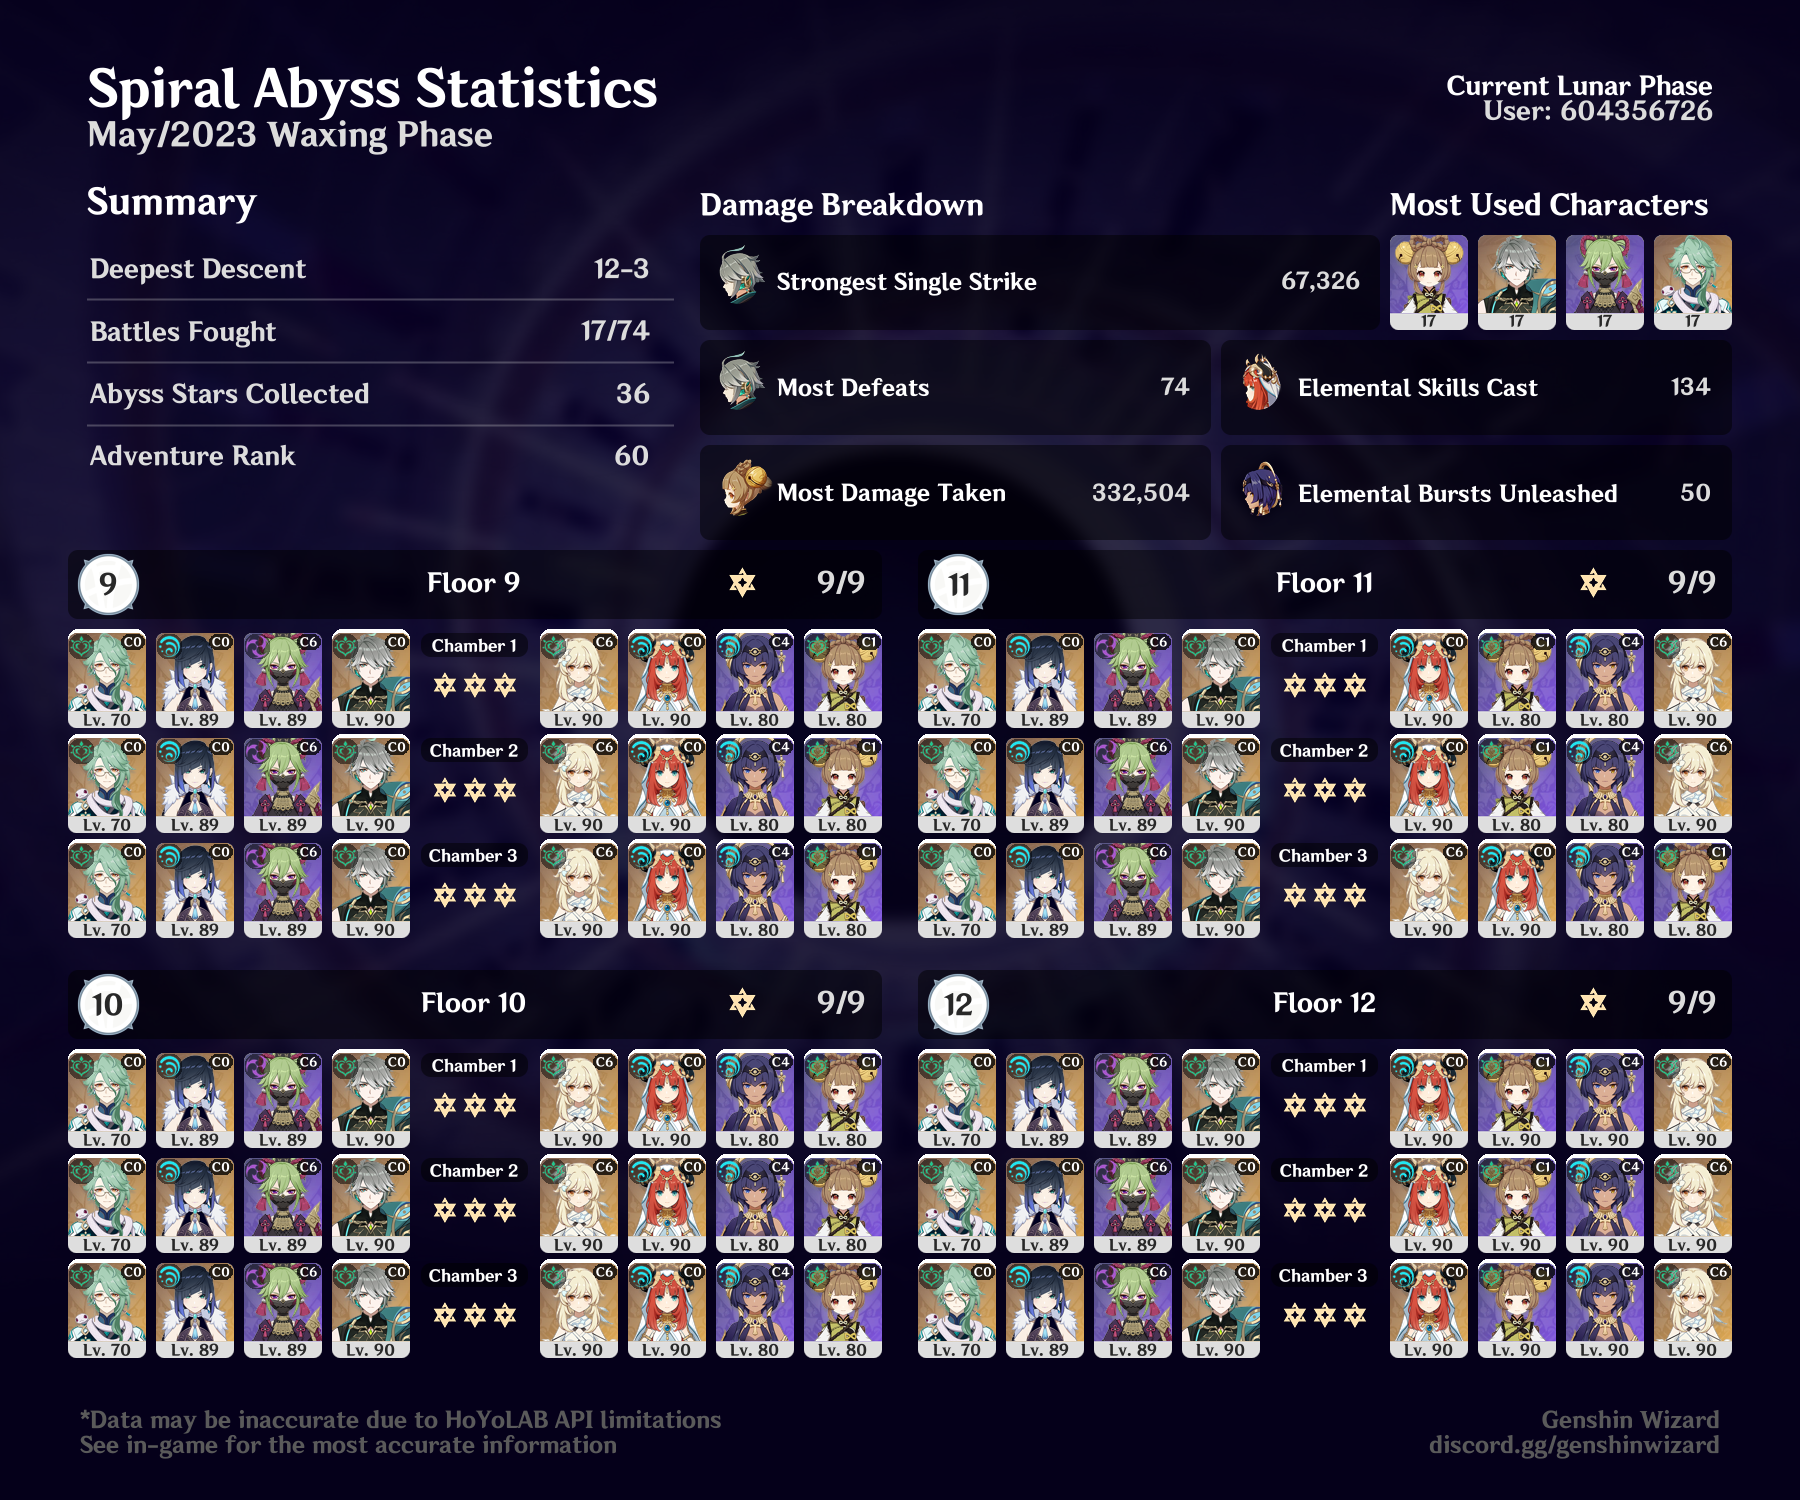 Spiral Abyss Statistics
May/2023 Waxing Phase
Current Lunar Phase
User: 604356726
Summary
Deepest Descent 12-3
Battles Fought 17/74
Abyss Stars Collected 36
Adventure Rank 60
Damage Breakdown
Strongest Single Strike 67,326
Most Defeats 74
Elemental Skills Cast 134
Most Damage Taken 332,504
Elemental Bursts Unleashed 50
Most Used Characters
17 17 17 17
9 Floor 9 9/9
C0 C0 C6 C0 Chamber 1 C6 C0 C4 C1
Lv. 70 Lv. 89 Lv. 89 Lv. 90 Lv. 90 Lv. 90 Lv. 80 Lv. 80
C0 C0 C6 C0 Chamber 2 C6 C0 C4 C1
Lv. 70 Lv. 89 Lv. 89 Lv. 90 Lv. 90 Lv. 90 Lv. 80 Lv. 80
C0 C0 C6 C0 Chamber 3 C6 C0 C4 C1
Lv. 70 Lv. 89 Lv. 89 Lv. 90 Lv. 90 Lv. 90 Lv. 80 Lv. 80
11 Floor 11 9/9
C0 C0 C6 C0 Chamber 1 C0 C1 C4 C6
Lv. 70 Lv. 89 Lv. 89 Lv. 90 Lv. 90 Lv. 80 Lv. 80 Lv. 90
C0 C0 C6 C0 Chamber 2 C0 C1 C4 C6
Lv. 70 Lv. 89 Lv. 89 Lv. 90 Lv. 90 Lv. 80 Lv. 80 Lv. 90
C0 C0 C6 C0 Chamber 3 C6 C0 C4 C1
Lv. 70 Lv. 89 Lv. 89 Lv. 90 Lv. 90 Lv. 90 Lv. 80 Lv. 80
10 Floor 10 9/9
C0 C0 C6 C0 Chamber 1 C6 C0 C4 C1
Lv. 70 Lv. 89 Lv. 89 Lv. 90 Lv. 90 Lv. 90 Lv. 80 Lv. 80
C0 C0 C6 C0 Chamber 2 C6 C0 C4 C1
Lv. 70 Lv. 89 Lv. 89 Lv. 90 Lv. 90 Lv. 90 Lv. 80 Lv. 80
C0 C0 C6 C0 Chamber 3 C6 C0 C4 C1
Lv. 70 Lv. 89 Lv. 89 Lv. 90 Lv. 90 Lv. 90 Lv. 80 Lv. 80
12 Floor 12 9/9
C0 C0 C6 C0 Chamber 1 C0 C1 C4 C6
Lv. 70 Lv. 89 Lv. 89 Lv. 90 Lv. 90 Lv. 90 Lv. 90 Lv. 90
C0 C0 C6 C0 Chamber 2 C0 C1 C4 C6
Lv. 70 Lv. 89 Lv. 89 Lv. 90 Lv. 90 Lv. 90 Lv. 90 Lv. 90
C0 C0 C6 C0 Chamber 3 C0 C1 C4 C6
Lv. 70 Lv. 89 Lv. 89 Lv. 90 Lv. 90 Lv. 90 Lv. 90 Lv. 90
*Data may be inaccurate due to HoYoLAB API limitations
See in-game for the most accurate information
Genshin Wizard
discord.gg/genshinwizard